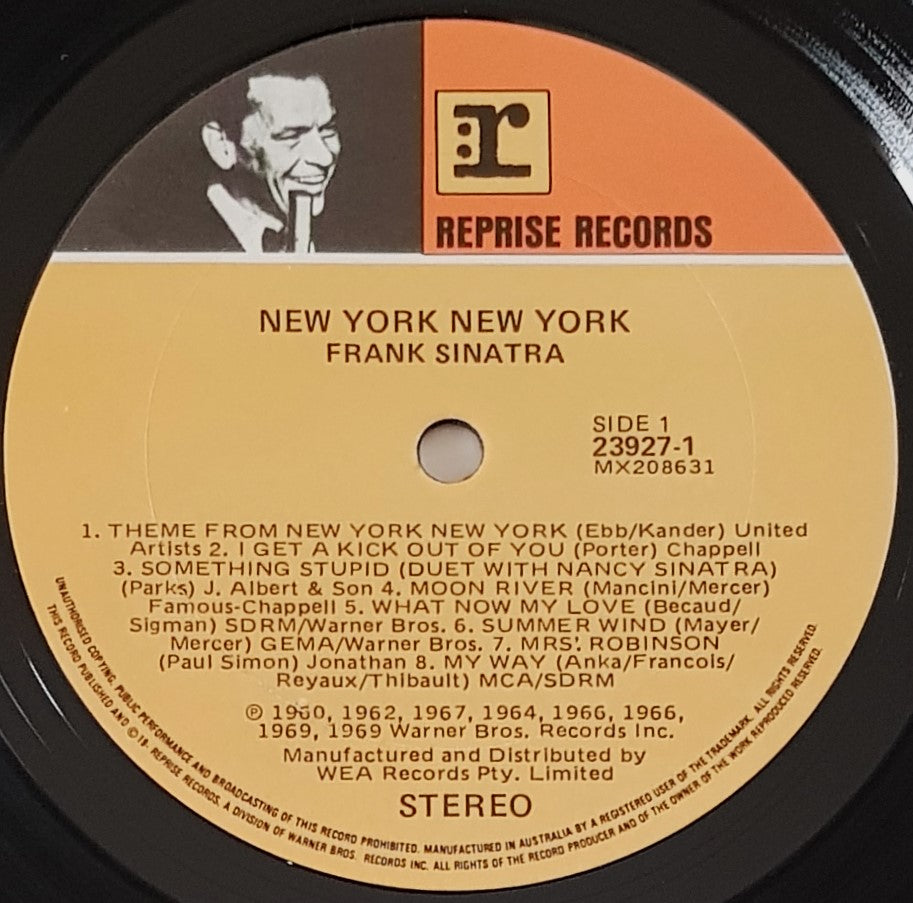 r:
REPRISE RECORDS
NEW YORK NEW YORK
FRANK SINATRA
SIDE 1
23927-1
MX208631
1. THEME FROM NEW YORK NEW YORK (Ebb/Kander) United
Artists 2. I GET A KICK OUT OF YOU (Porter) Chappell
3. SOMETHING STUPID (DUET WITH NANCY SINATRA)
(Parks) J. Albert & Son 4. MOON RIVER (Mancini/Mercer)
Famous-Chappell 5. WHAT NOW MY LOVE (Becaud/
Sigman) SDRM/Warner Bros. 6. SUMMER WIND (Mayer/
Mercer) GEMA/Warner Bros. 7. MRS. ROBINSON
(Paul Simon) Jonathan 8. MY WAY (Anka/Francois/
Reyaux/Thibault) MCA/SDRM
℗ 1960, 1962, 1967, 1964, 1966, 1966,
1969, 1969 Warner Bros. Records Inc.
Manufactured and Distributed by
WEA Records Pty. Limited
STEREO
UNAUTHORISED COPYING, PUBLIC PERFORMANCE AND BROADCASTING OF THIS RECORD PROHIBITED. MANUFACTURED IN AUSTRALIA BY A REGISTERED USER OF THE TRADEMARK. ALL RIGHTS RESERVED.
THIS RECORD PUBLISHED AND © 19- REPRISE RECORDS. A DIVISION OF WARNER BROS. RECORDS INC. ALL RIGHTS OF THE RECORD PRODUCER AND OF THE OWNER OF THE WORK REPRODUCED RESERVED.